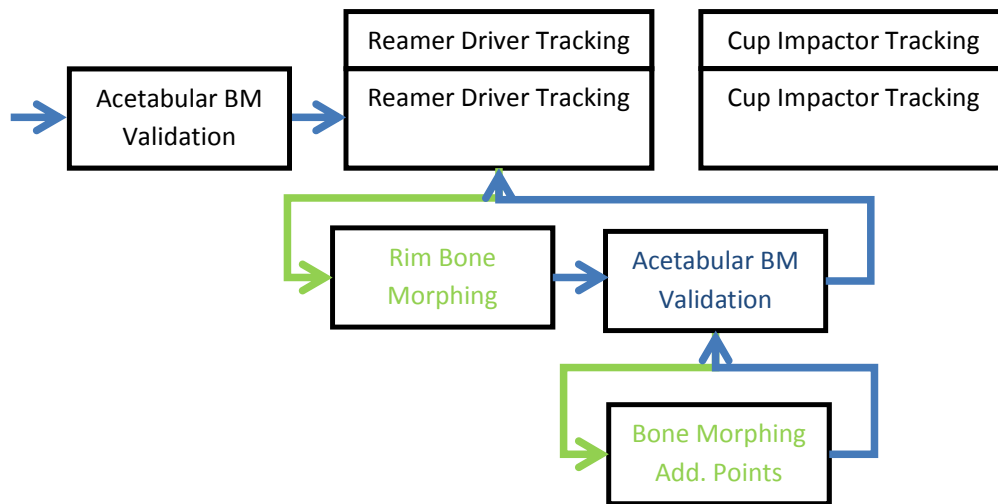 Reamer Driver Tracking
Cup Impactor Tracking
Acetabular BM
Validation
Reamer Driver Tracking
Cup Impactor Tracking
Rim Bone
Morphing
Acetabular BM
Validation
Bone Morphing
Add. Points